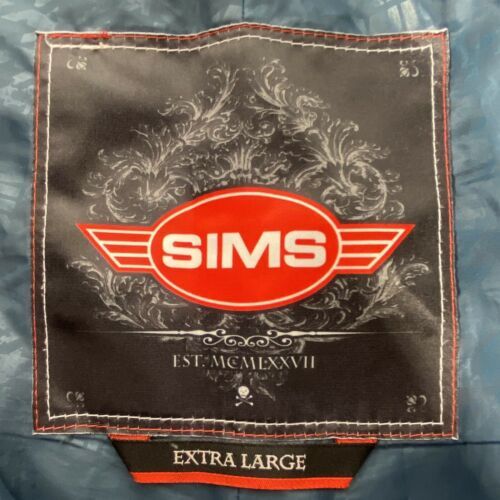 SIMS
EST. MCMLXXVII
EXTRA LARGE